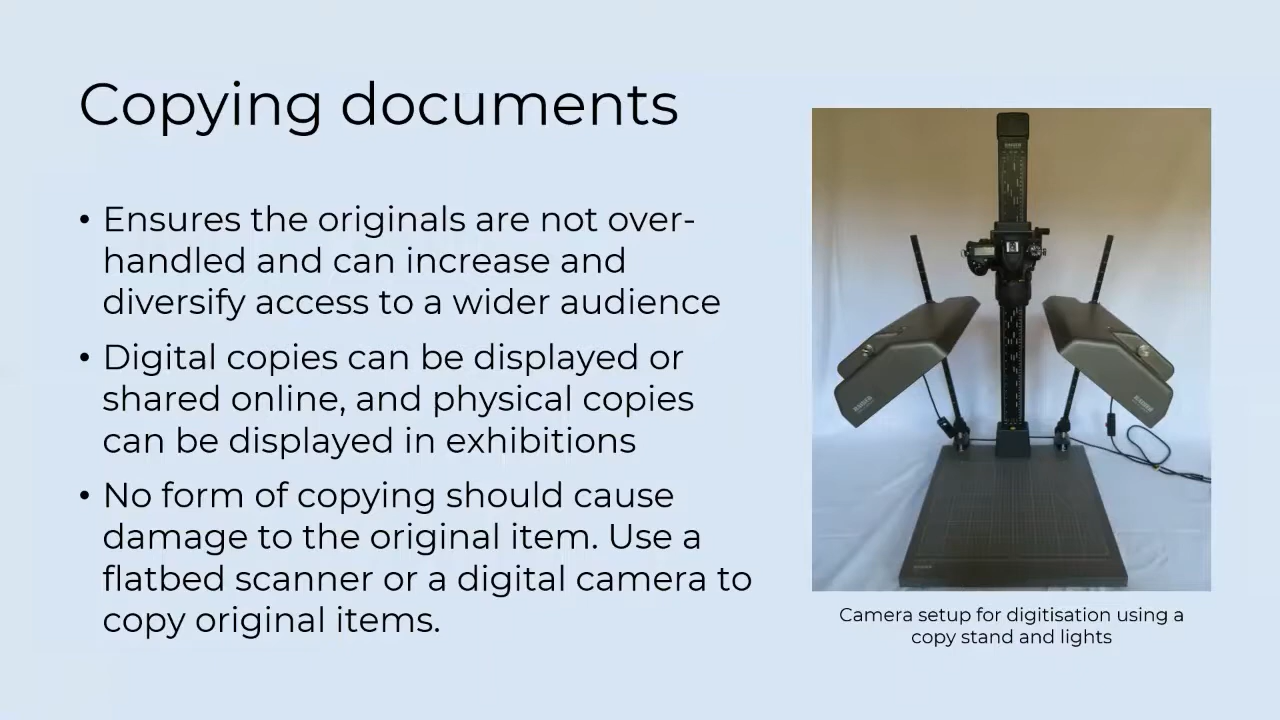 Copying documents
• Ensures the originals are not over-
handled and can increase and
diversify access to a wider audience
• Digital copies can be displayed or
shared online, and physical copies
can be displayed in exhibitions
• No form of copying should cause
damage to the original item. Use a
flatbed scanner or a digital camera to
copy original items.
Camera setup for digitisation using a
copy stand and lights